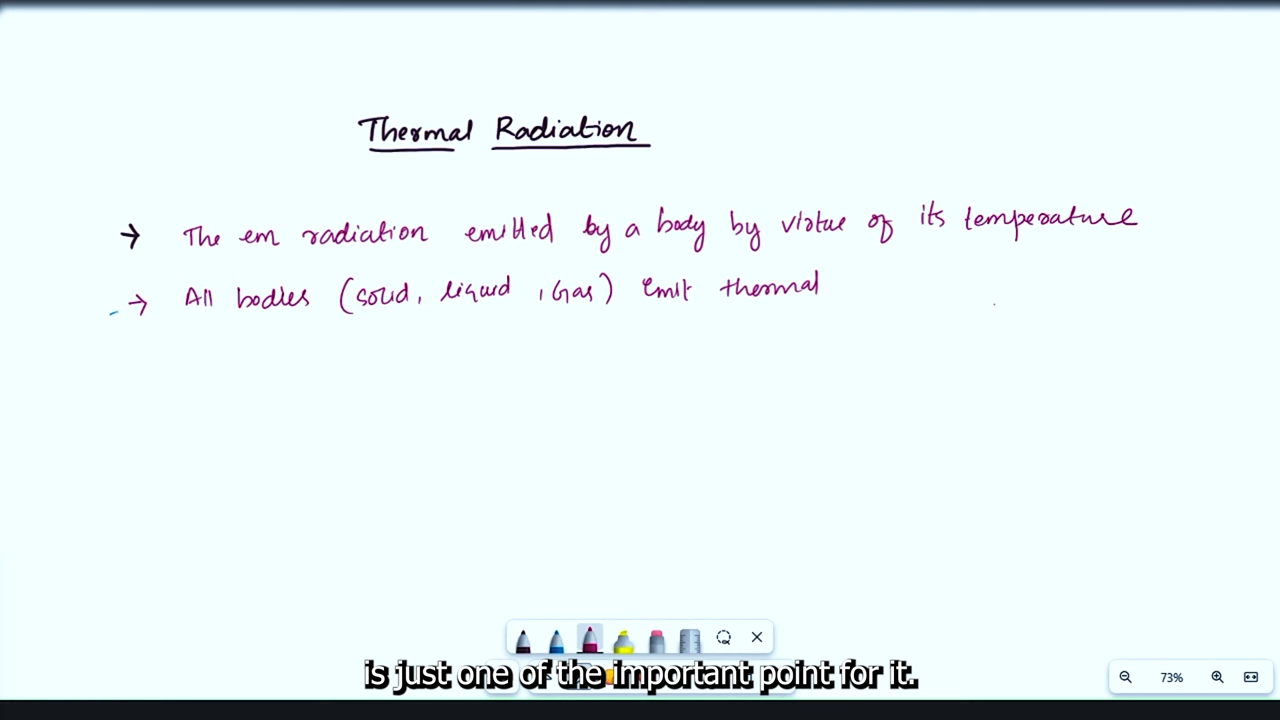 Thermal Radiation
→ The em radiation emitted by a body by virtue of its temperature
→ All bodies (solid, liquid, Gas) emit thermal
is just one of the important point for it.
73%